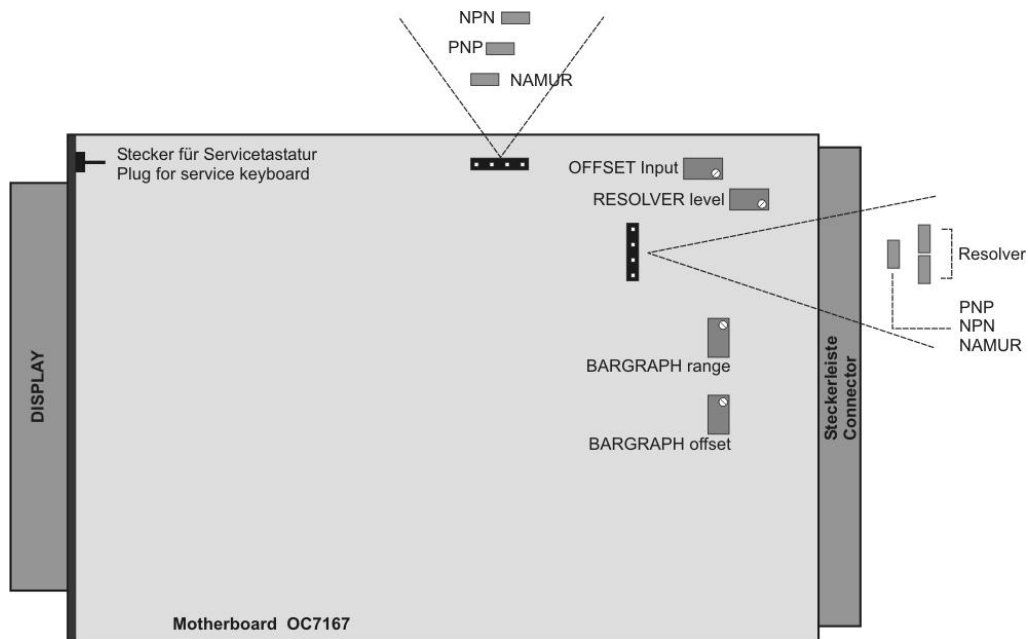 NPN
PNP
NAMUR
Stecker für Servicetastatur
Plug for service keyboard
OFFSET Input
RESOLVER level
Resolver
PNP
NPN
NAMUR
BARGRAPH range
BARGRAPH offset
DISPLAY
Steckerleiste
Connector
Motherboard OC7167